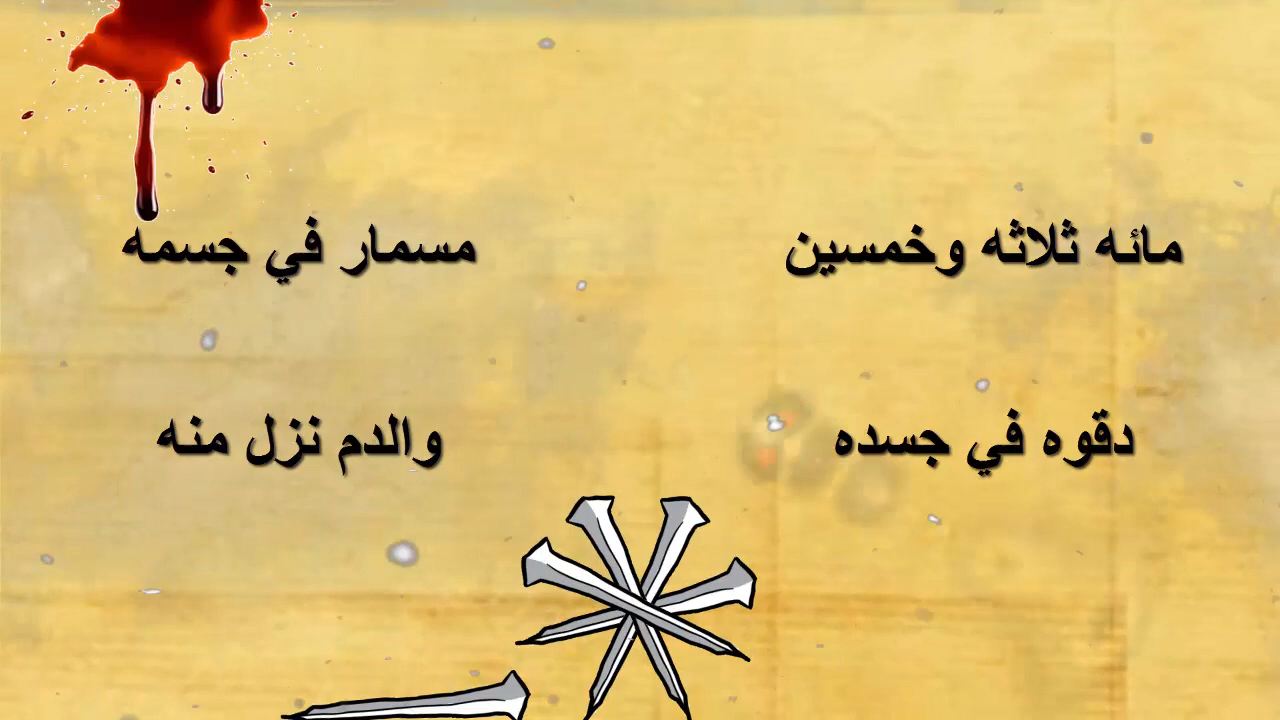 مائه ثلاثه وخمسين مسمار في جسمه
دقوه في جسده والدم نزل منه